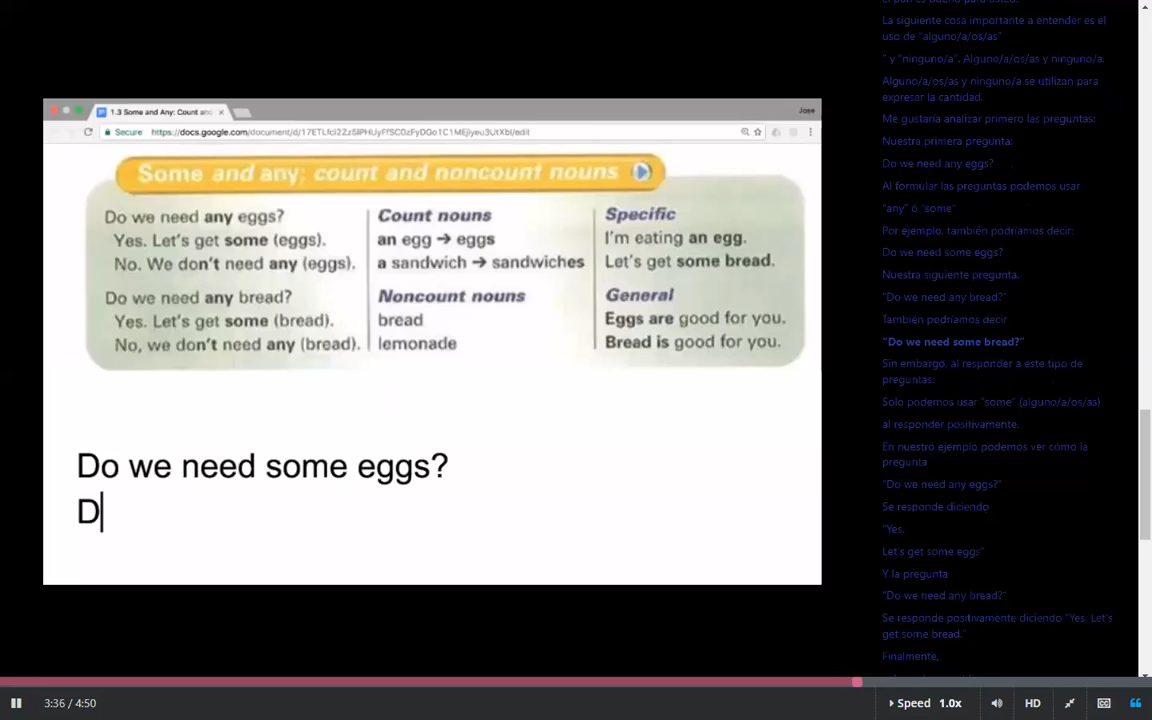 1.3 Some and Any: Count and
Jose
Secure
https://docs.google.com/document/d/17ETLfci2Zz5lPHUyFfSC0zFyDGo1C1MEjlyeu3UtXbI/edit
Some and any; count and noncount nouns
Do we need any eggs?
Yes. Let's get some (eggs).
No. We don't need any (eggs).
Do we need any bread?
Yes. Let's get some (bread).
No, we don't need any (bread).
Count nouns
an egg → eggs
a sandwich → sandwiches
Noncount nouns
bread
lemonade
Specific
I'm eating an egg.
Let's get some bread.
General
Eggs are good for you.
Bread is good for you.
Do we need some eggs?
D
La siguiente cosa importante a entender es el
uso de "alguno/a/os/as"
" y "ninguno/a". Alguno/a/os/as y ninguno/a.
Alguno/a/os/as y ninguno/a se utilizan para
expresar la cantidad.
Me gustaría analizar primero las preguntas:
Nuestra primera pregunta:
Do we need any eggs?
Al formular las preguntas podemos usar
"any" ó "some"
Por ejemplo, también podríamos decir:
Do we need some eggs?
Nuestra siguiente pregunta.
"Do we need any bread?"
También podríamos decir
"Do we need some bread?"
Sin embargo, al responder a este tipo de
preguntas:
Solo podemos usar "some" (alguno/a/os/as)
al responder positivamente.
En nuestro ejemplo podemos ver cómo la
pregunta
"Do we need any eggs?"
Se responde diciendo
"Yes.
Let's get some eggs"
Y la pregunta
"Do we need any bread?"
Se responde positivamente diciendo "Yes. Let's
get some bread."
Finalmente,
3:36 / 4:50
Speed 1.0x
HD